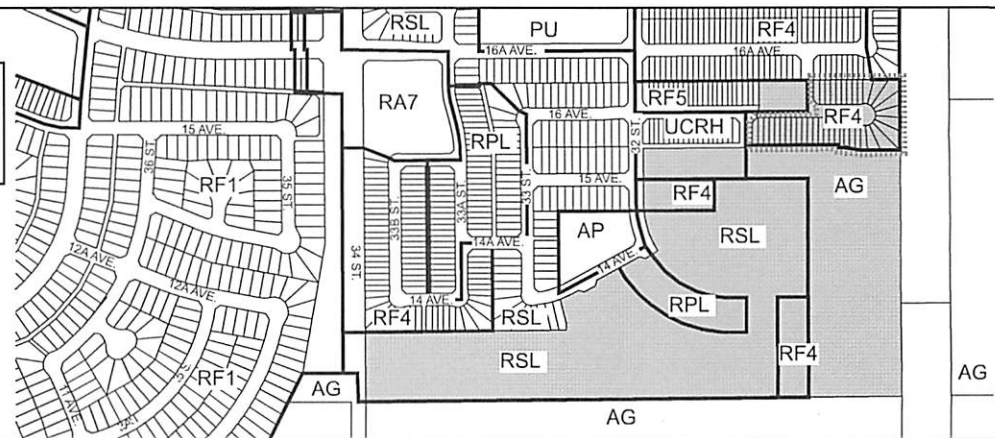 RSL
PU
RF4
16A AVE.
16A AVE.
RA7
RF5
16 AVE.
RF4
15 AVE.
RPL
32 ST.
UCRH
36 ST.
RF1
35 ST.
33B ST.
33A ST.
33 ST.
15 AVE.
RF4
AG
AP
RSL
12A AVE.
34 ST.
14A AVE.
14 AVE.
12A AVE.
14 AVE.
RPL
RF4
RSL
RSL
RF4
RF1
AG
AG
11 AVE.
AG